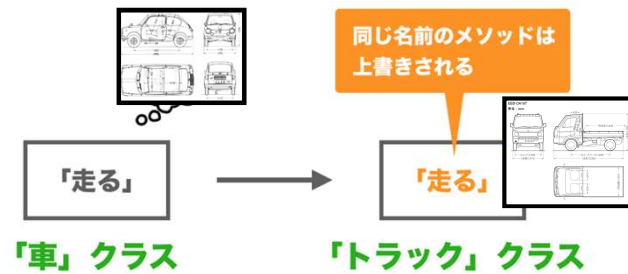 同じ名前のメソッドは
上書きされる
「走る」
「走る」
「車」クラス
「トラック」クラス